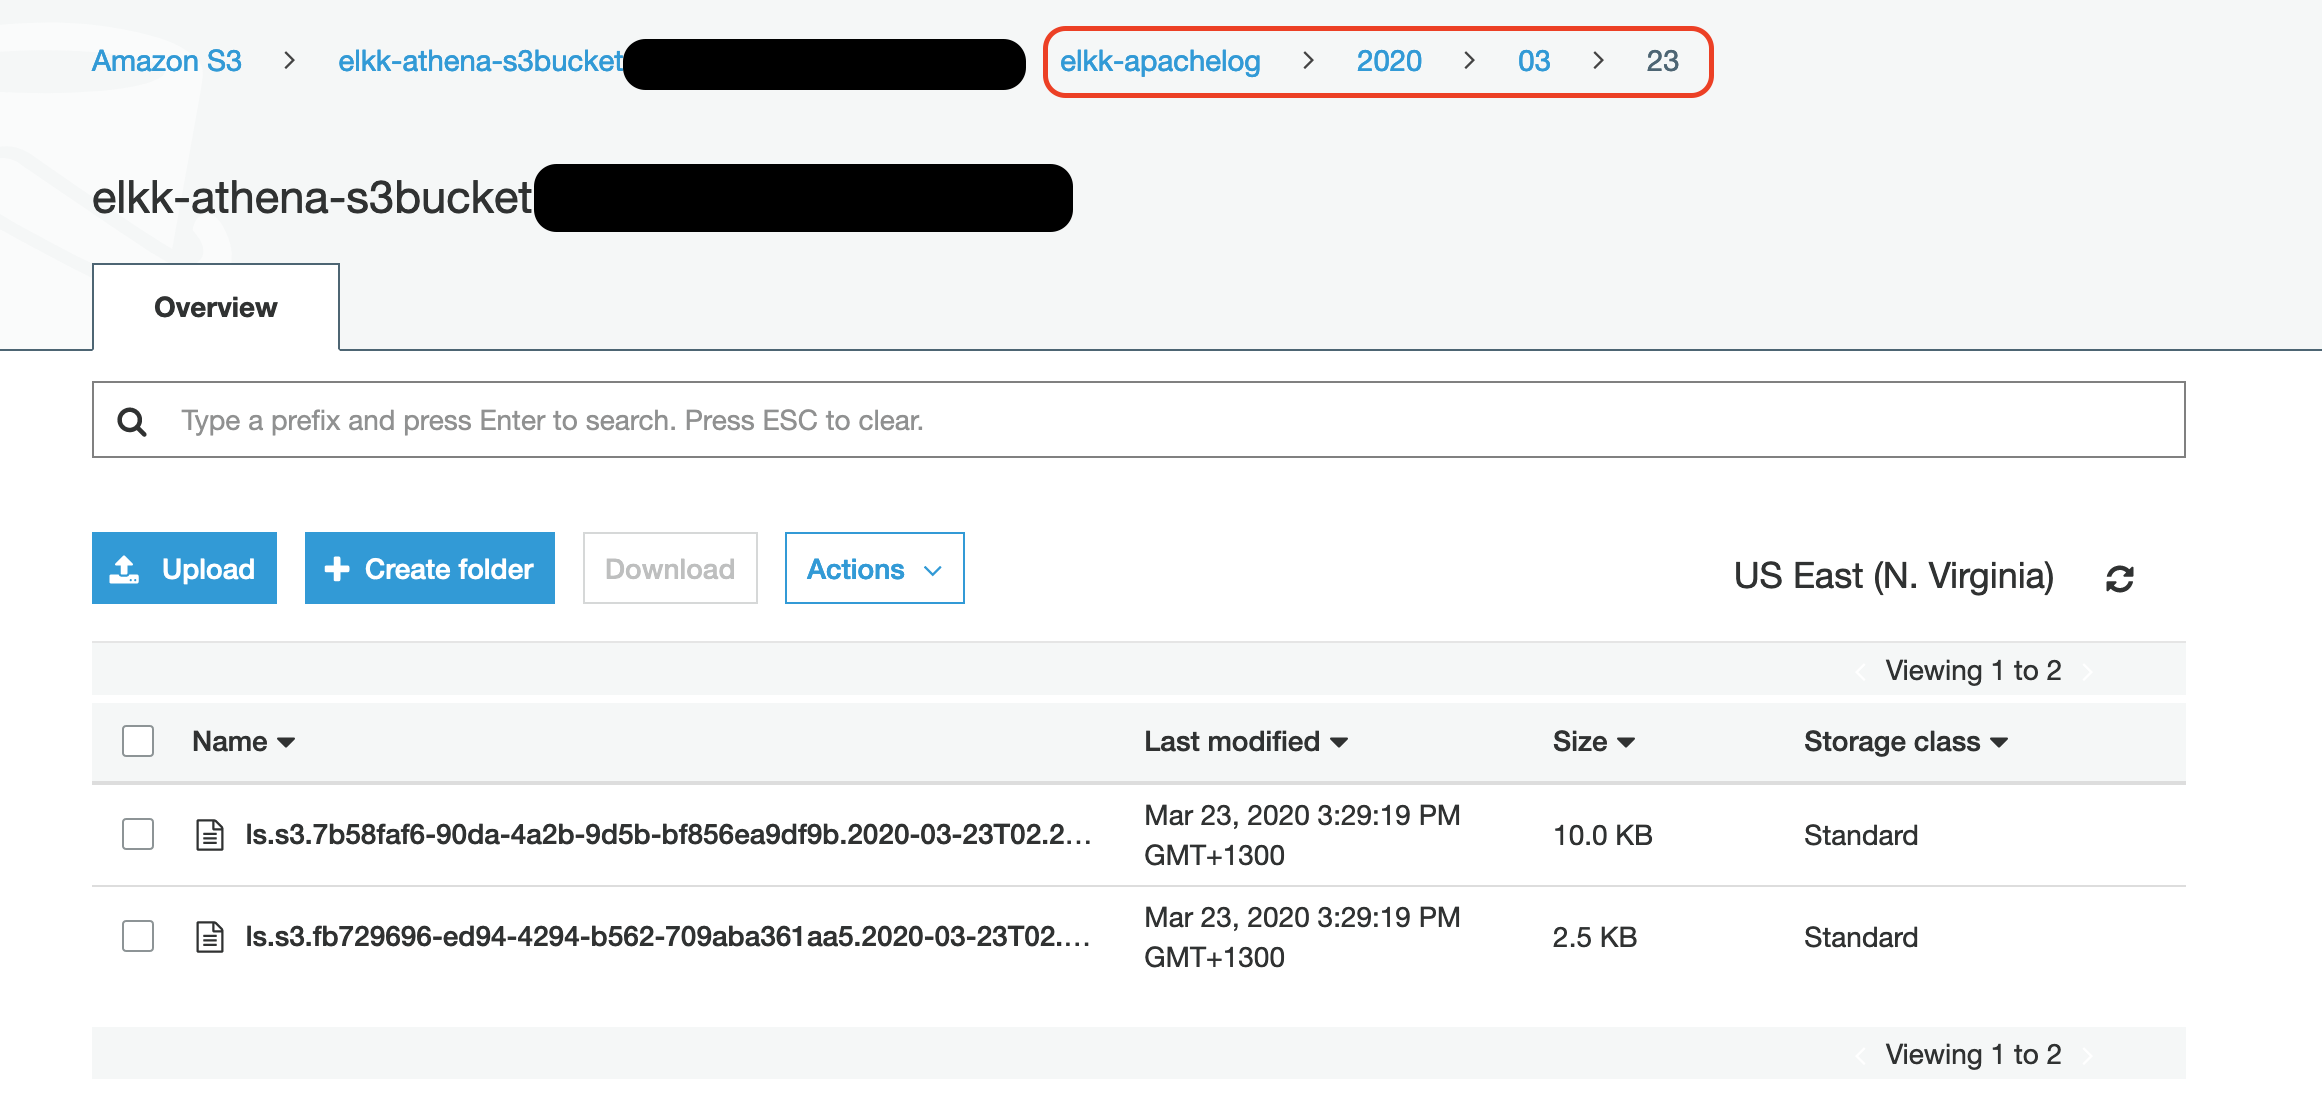 Amazon S3 > elkk-athena-s3bucket elkk-apachelog > 2020 > 03 > 23
elkk-athena-s3bucket
Overview
Type a prefix and press Enter to search. Press ESC to clear.
Upload Create folder Download Actions US East (N. Virginia)
Viewing 1 to 2
Name Last modified Size Storage class
ls.s3.7b58faf6-90da-4a2b-9d5b-bf856ea9df9b.2020-03-23T02.2... Mar 23, 2020 3:29:19 PM 10.0 KB Standard
GMT+1300
ls.s3.fb729696-ed94-4294-b562-709aba361aa5.2020-03-23T02.... Mar 23, 2020 3:29:19 PM 2.5 KB Standard
GMT+1300
Viewing 1 to 2